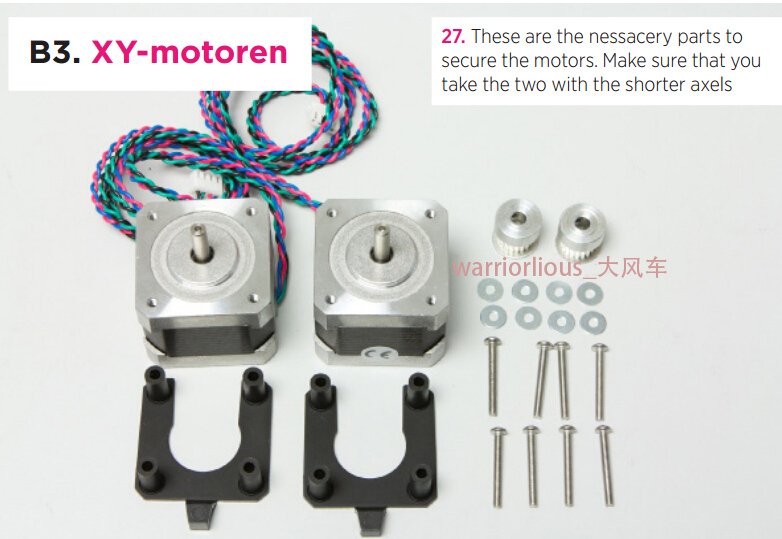 B3. XY-motoren
27. These are the nessacery parts to
secure the motors. Make sure that you
take the two with the shorter axels
warriorlious_大风车
CE